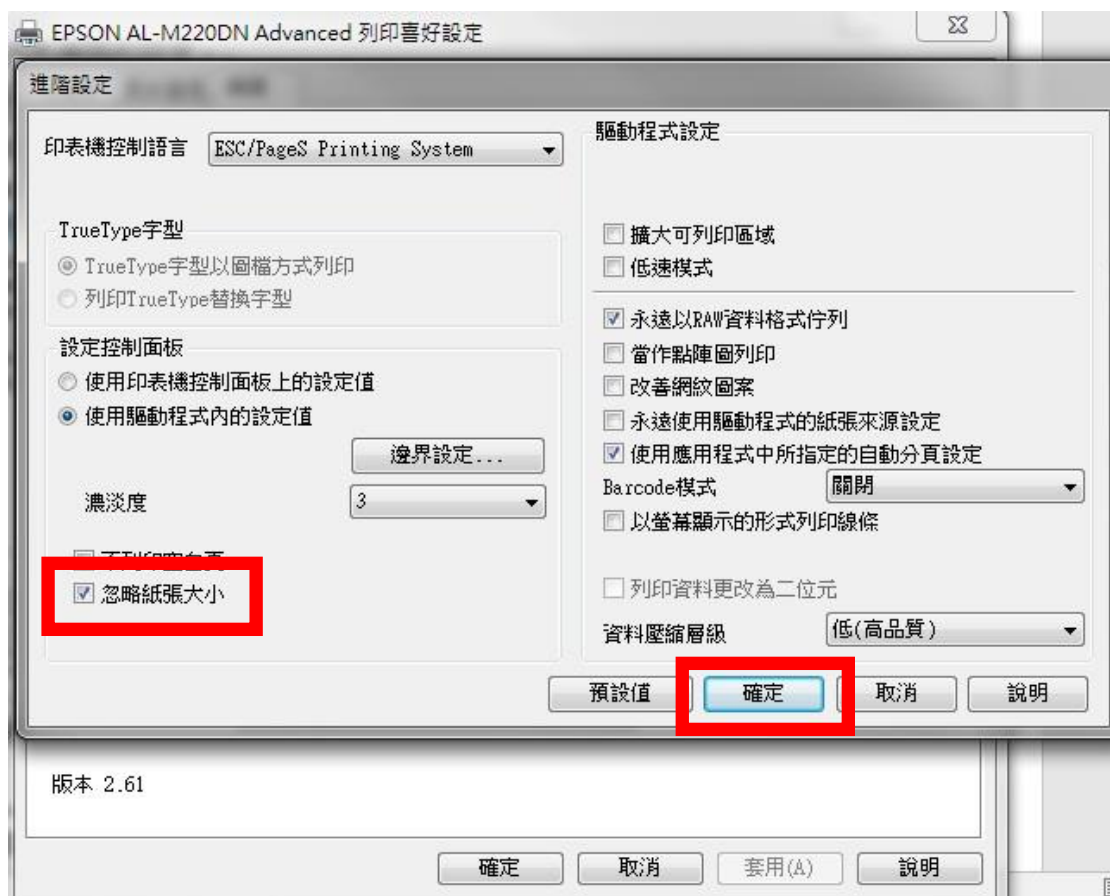 EPSON AL-M220DN Advanced 列印喜好設定
進階設定
印表機控制語言 ESC/PageS Printing System
TrueType字型
TrueType字型以圖檔方式列印
列印TrueType替換字型
設定控制面板
使用印表機控制面板上的設定值
使用驅動程式內的設定值
邊界設定...
濃淡度 3
忽略紙張大小
驅動程式設定
擴大可列印區域
低速模式
永遠以RAW資料格式佇列
當作點陣圖列印
改善網紋圖案
永遠使用驅動程式的紙張來源設定
使用應用程式中所指定的自動分頁設定
Barcode模式 關閉
以螢幕顯示的形式列印線條
列印資料更改為二位元
資料壓縮層級 低(高品質)
預設值 確定 取消 說明
版本 2.61
確定 取消 套用(A) 說明